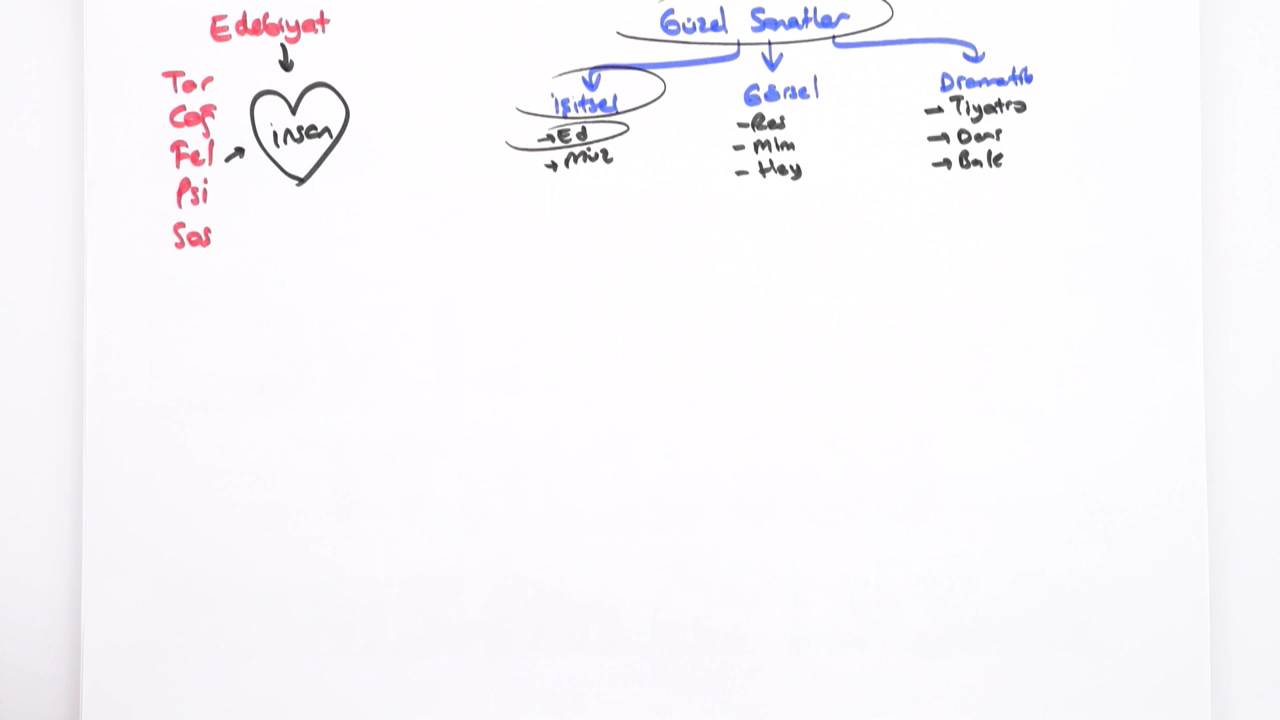 Edebiyat
Tar
Coğ
Fel
Psi
Sos
insan
Güzel Sanatlar
işitsel
→Ed
→müz
Görsel
-Res
- Mim
- Hey
Dramatik
→ Tiyatro
→ Dans
→ Bale